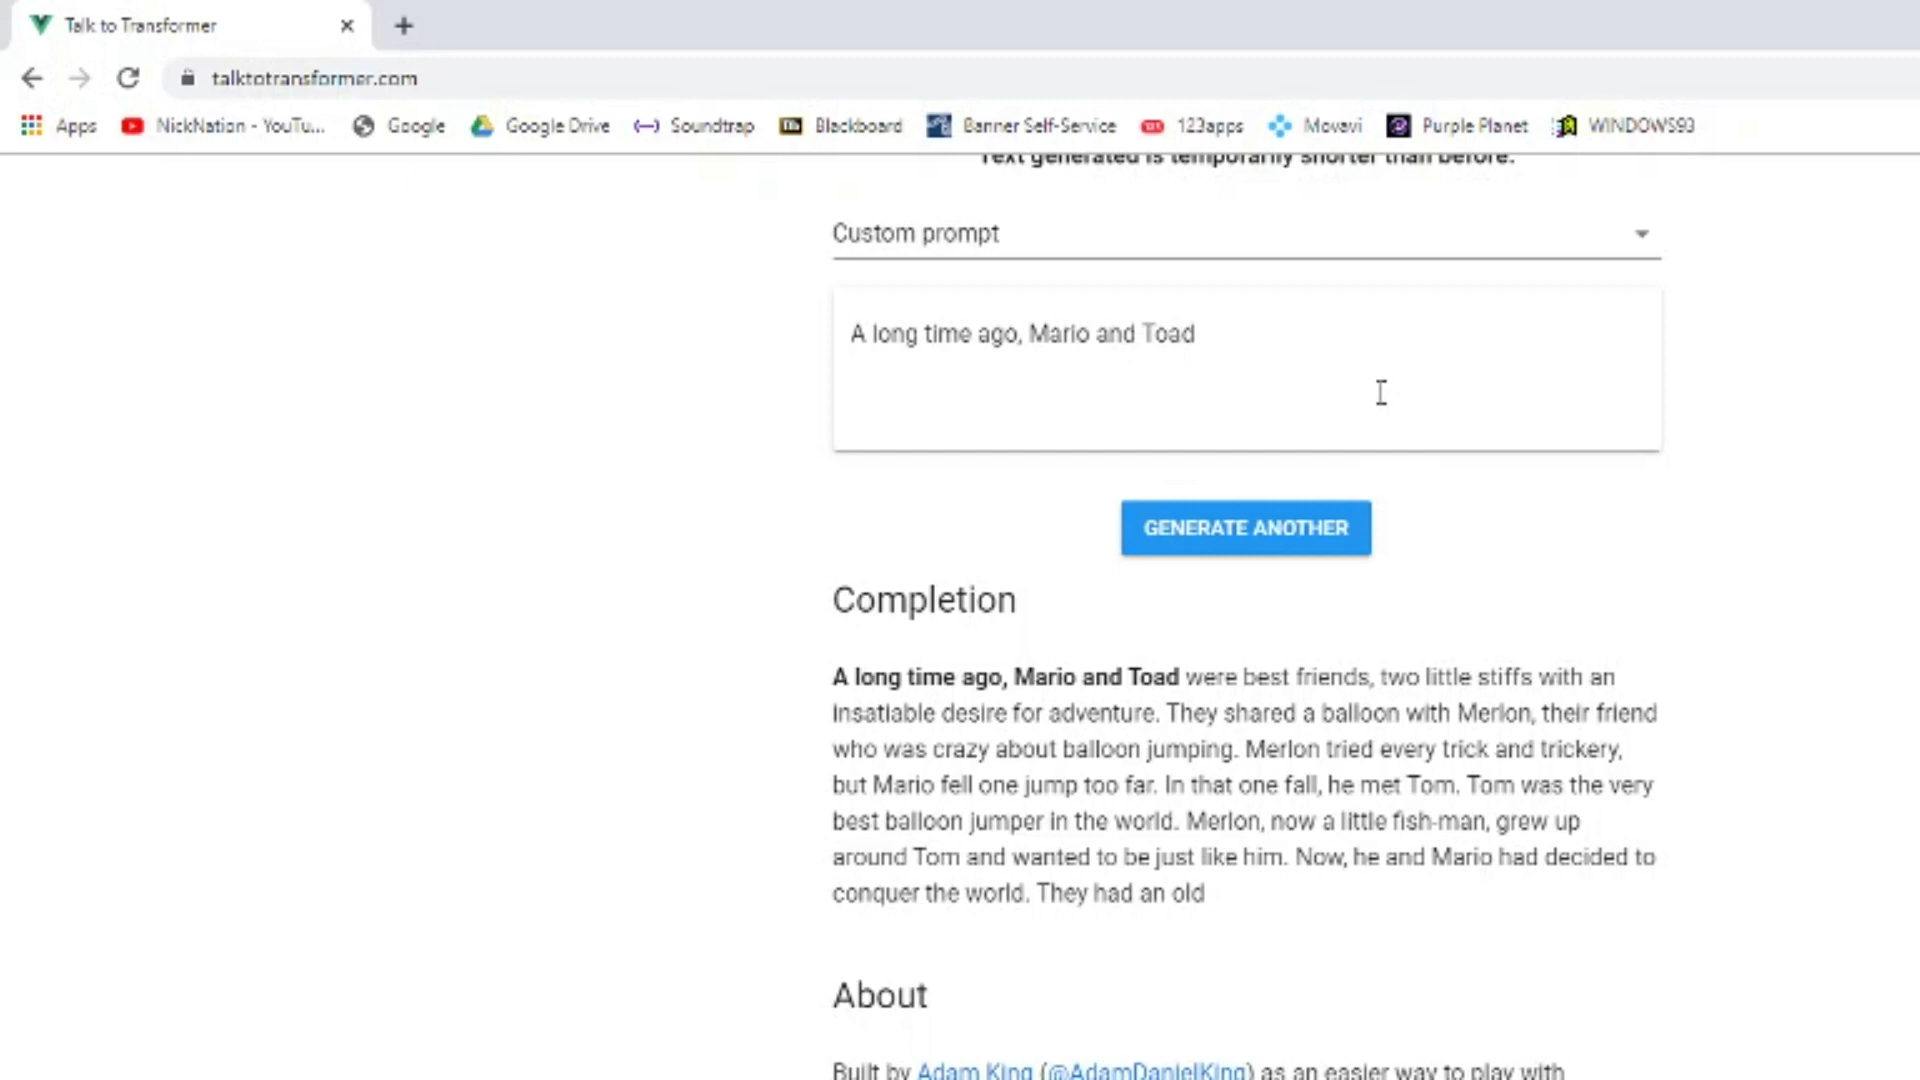 Talk to Transformer
talktotransformer.com
Apps NickNation - YouTu... Google Google Drive Soundtrap Blackboard Banner Self-Service 123apps Movavi Purple Planet WINDOWS93
Text generated is temporarily shorter than before.
Custom prompt
A long time ago, Mario and Toad
GENERATE ANOTHER
Completion
A long time ago, Mario and Toad were best friends, two little stiffs with an
insatiable desire for adventure. They shared a balloon with Merlon, their friend
who was crazy about balloon jumping. Merlon tried every trick and trickery,
but Mario fell one jump too far. In that one fall, he met Tom. Tom was the very
best balloon jumper in the world. Merlon, now a little fish-man, grew up
around Tom and wanted to be just like him. Now, he and Mario had decided to
conquer the world. They had an old
About
Built by Adam King (@AdamDanielKing) as an easier way to play with